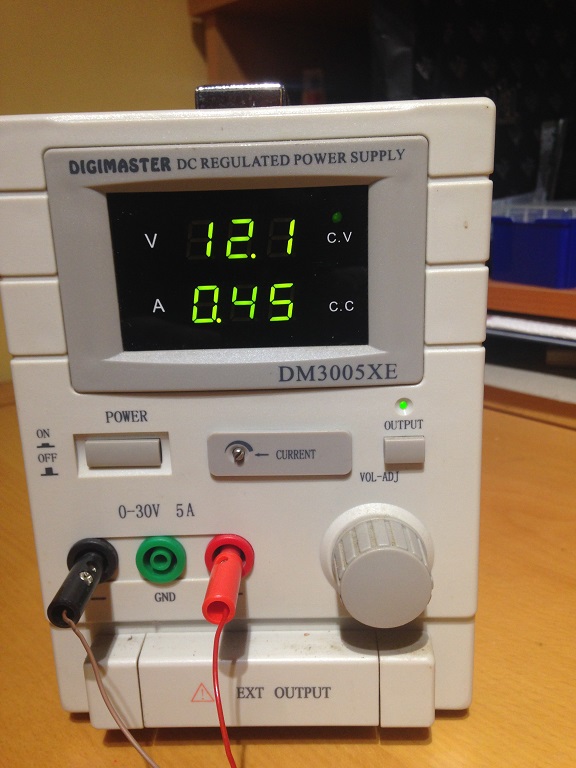 DIGIMASTER DC REGULATED POWER SUPPLY
V 12.1 C.V
A 0.45 C.C
DM3005XE
POWER
ON
OFF
CURRENT
OUTPUT
VOL-ADJ
0-30V 5A
GND
EXT OUTPUT